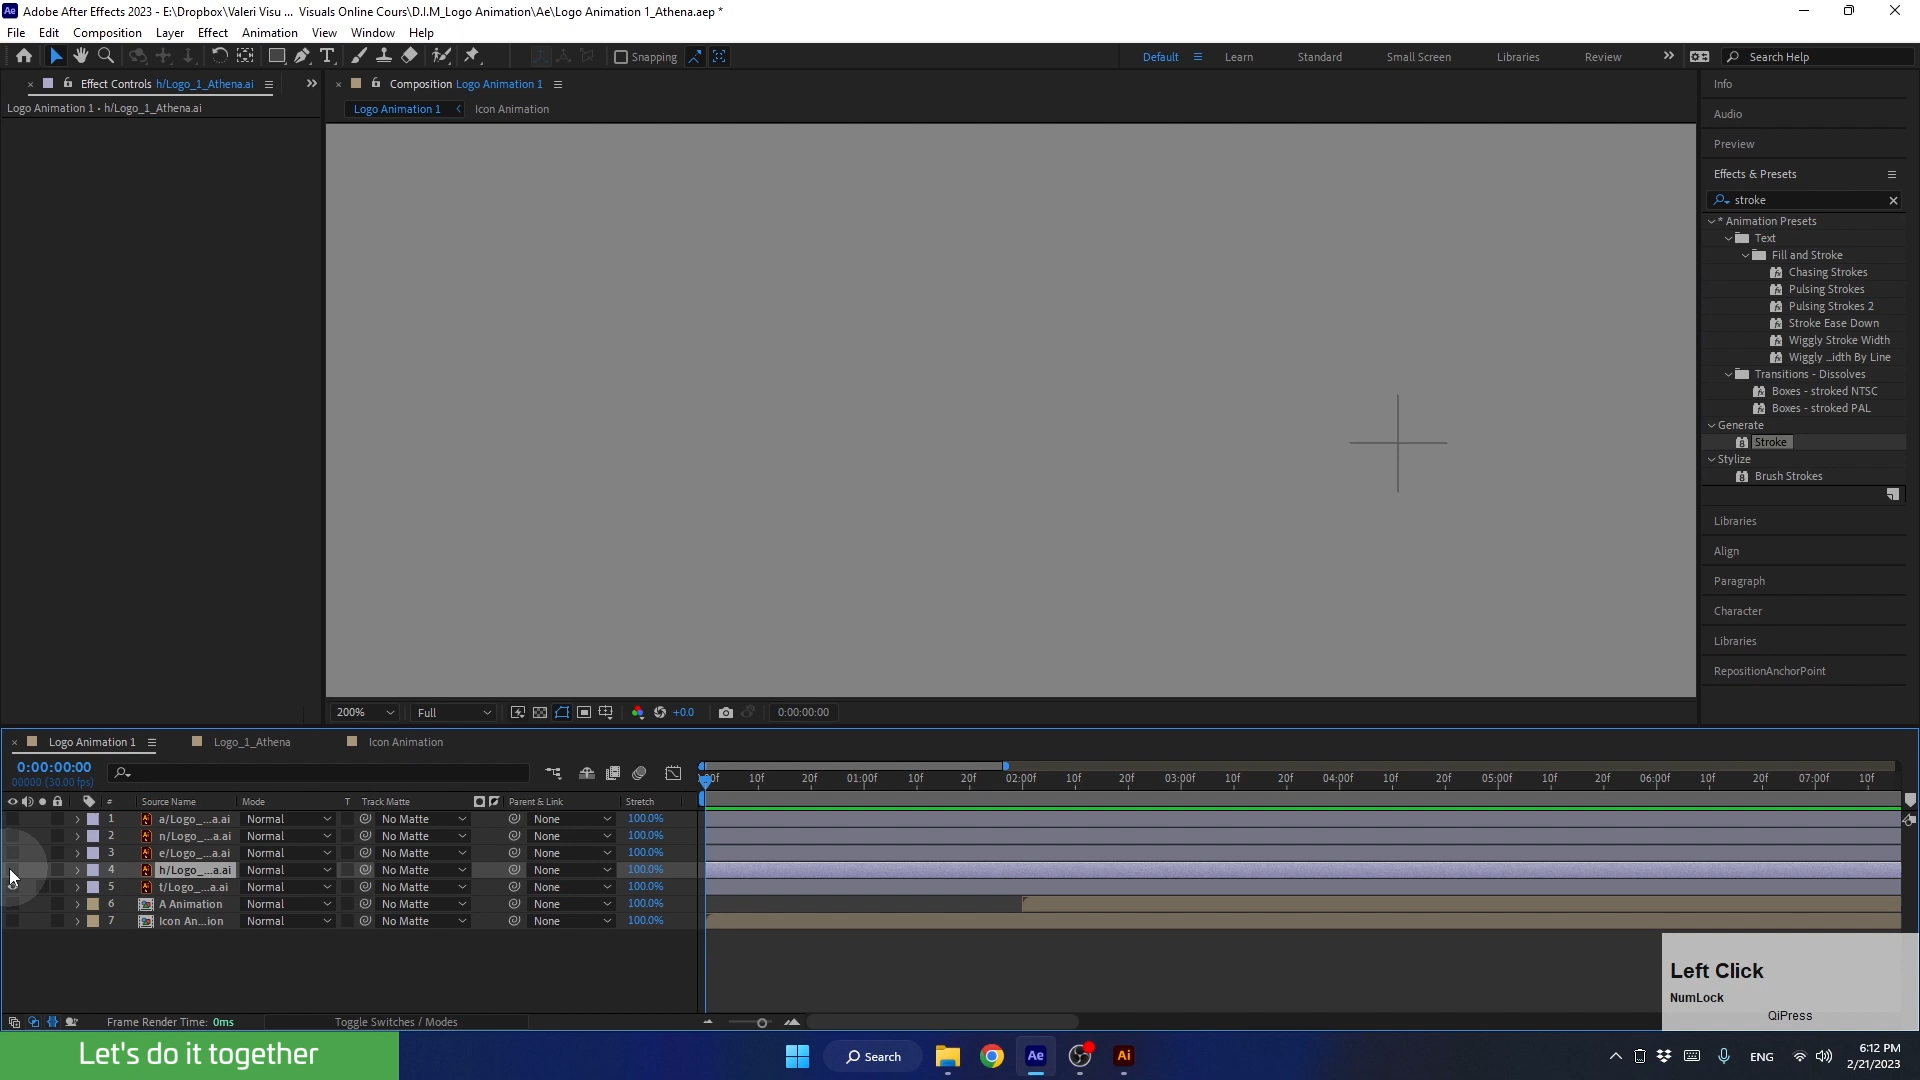 Adobe After Effects 2023 - E:\Dropbox\Valeri Visu ... Visuals Online Cours\D.I.M_Logo Animation\Ae\Logo Animation 1_Athena.aep *
File Edit Composition Layer Effect Animation View Window Help
Snapping Default Learn Standard Small Screen Libraries Review Search Help
Effect Controls h/Logo_1_Athena.ai
Logo Animation 1 • h/Logo_1_Athena.ai
Composition Logo Animation 1
Logo Animation 1 Icon Animation
Info
Audio
Preview
Effects & Presets
stroke
* Animation Presets
Text
Fill and Stroke
Chasing Strokes
Pulsing Strokes
Pulsing Strokes 2
Stroke Ease Down
Wiggly Stroke Width
Wiggly ...idth By Line
Transitions - Dissolves
Boxes - stroked NTSC
Boxes - stroked PAL
Generate
Stroke
Stylize
Brush Strokes
Libraries
Align
Paragraph
Character
Libraries
RepositionAnchorPoint
200% Full +0.0 0:00:00:00
Logo Animation 1 Logo_1_Athena Icon Animation
0:00:00:00
00000 (30.00 fps)
10f 20f 01:00f 10f 20f 02:00f 10f 20f 03:00f 10f 20f 04:00f 10f 20f 05:00f 10f 20f 06:00f 10f 20f 07:00f 10f
# Source Name Mode T Track Matte Parent & Link Stretch
1 a/Logo_...a.ai Normal No Matte None 100.0%
2 n/Logo_...a.ai Normal No Matte None 100.0%
3 e/Logo_...a.ai Normal No Matte None 100.0%
4 h/Logo_...a.ai Normal No Matte None 100.0%
5 t/Logo_...a.ai Normal No Matte None 100.0%
6 A Animation Normal No Matte None 100.0%
7 Icon An...ion Normal No Matte None 100.0%
Left Click
NumLock
QiPress
Frame Render Time: 0ms Toggle Switches / Modes
Let's do it together
Search
Ae
Ai
ENG
6:12 PM
2/21/2023